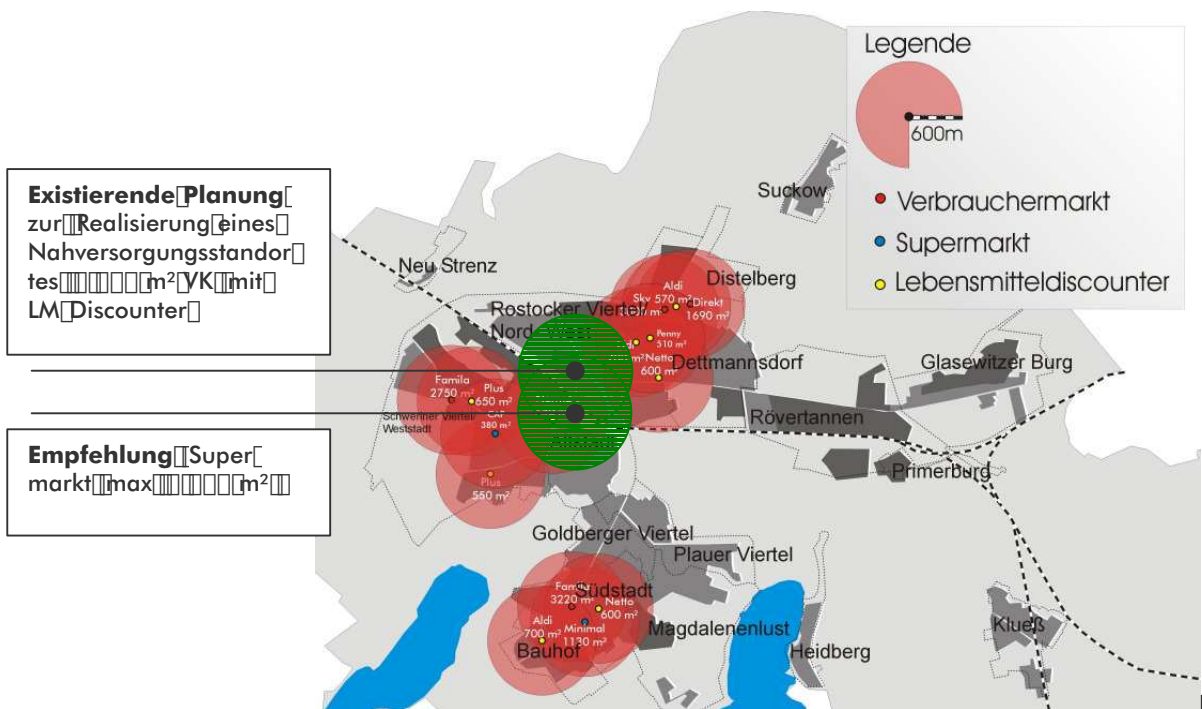 Legende
600m
Verbrauchermarkt
Supermarkt
Lebensmitteldiscounter
Existierende Planung
zur Realisierung eines
Nahversorgungsstandor
tes m² VK mit
LM Discounter
Empfehlung Super
markt max m²
Suckow
Neu Strenz
Distelberg
Rostocker Viertel/
Nord-West
Aldi
570 m²
Sky
Direkt
1690 m²
Penny
510 m²
Netto
600 m²
Dettmannsdorf
Glasewitzer Burg
Famila
2750 m²
Plus
650 m²
Schweriner Viertel/
Weststadt
CAP
380 m²
Rövertannen
Primerburg
Plus
550 m²
Goldberger Viertel
Plauer Viertel
Famila
3220 m²
Südstadt
Netto
600 m²
Aldi
700 m²
Minimal
1130 m²
Bauhof
Magdalenenlust
Heidberg
Klueß